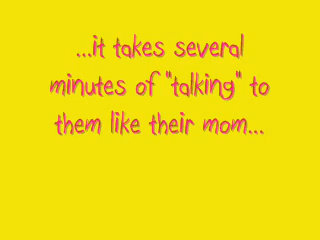 ...it takes several
minutes of "talking" to
them like their mom...